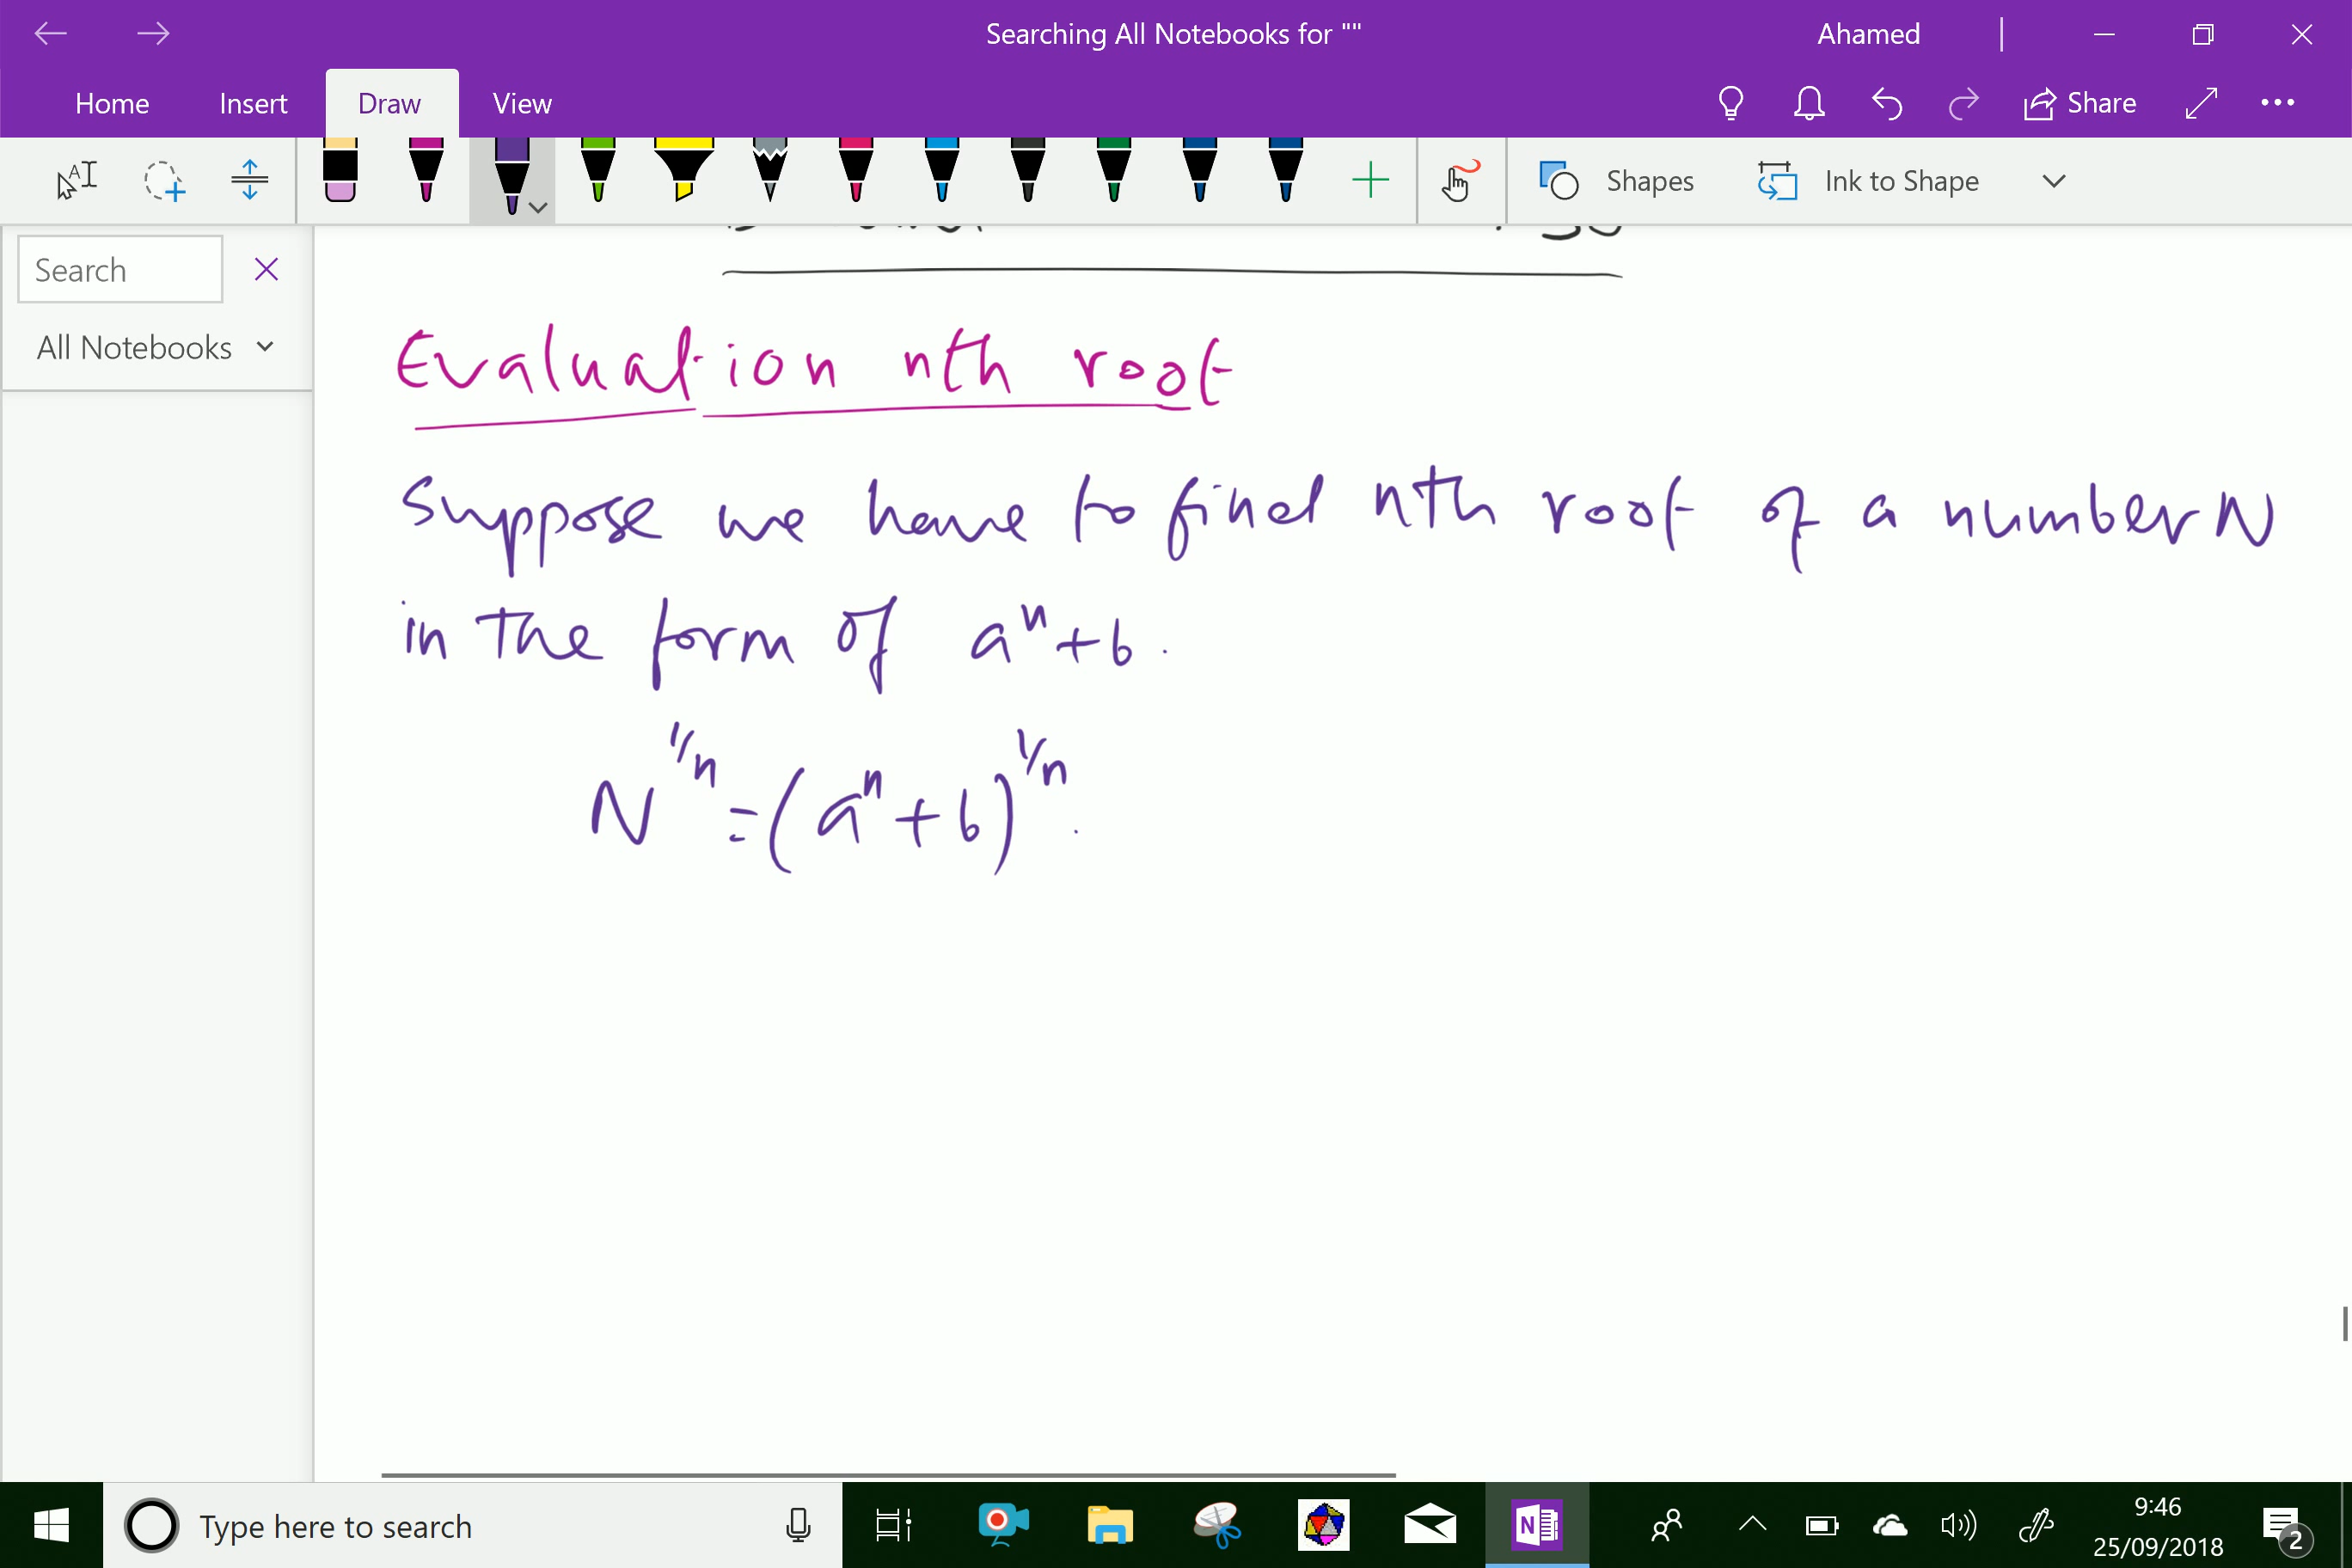 Searching All Notebooks for ""
Ahamed
Home Insert Draw View
Share
Shapes
Ink to Shape
Search
All Notebooks
Evaluation nth root
Suppose we have to find nth root of a number N
in the form of aⁿ+b.
N^1/n = (aⁿ+b)^1/n.
Type here to search
9:46
25/09/2018
2